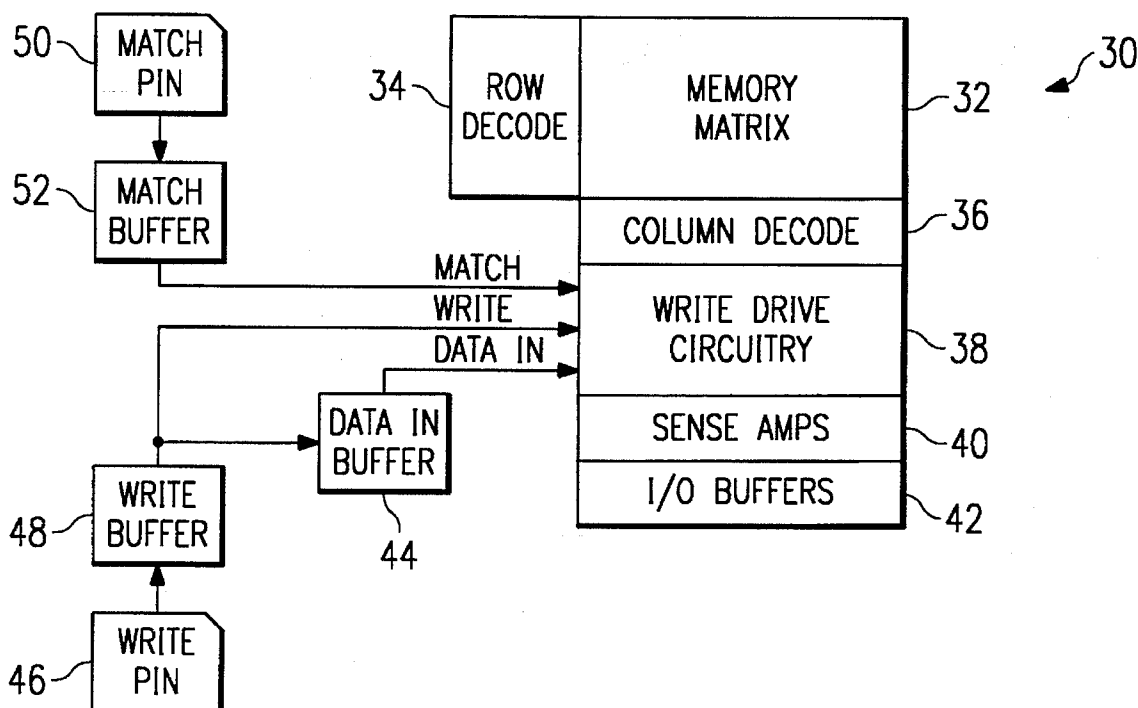 50
MATCH
PIN
52
MATCH
BUFFER
34
ROW
DECODE
MEMORY
MATRIX
32
30
COLUMN DECODE
36
MATCH
WRITE
DATA IN
WRITE DRIVE
CIRCUITRY
38
DATA IN
BUFFER
44
SENSE AMPS
40
I/O BUFFERS
42
48
WRITE
BUFFER
46
WRITE
PIN